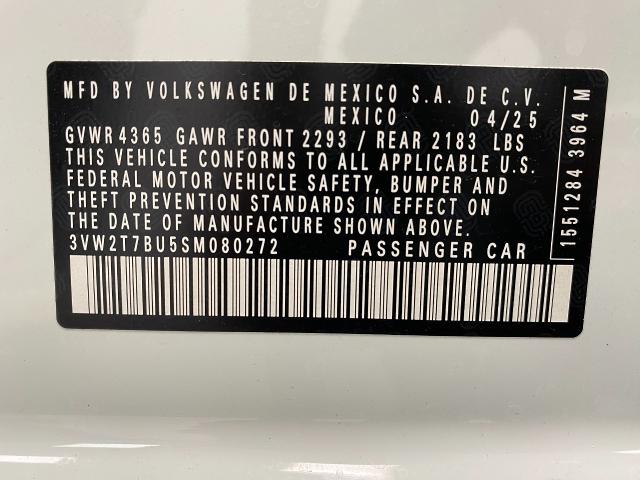 MFD BY VOLKSWAGEN DE MEXICO S.A. DE C.V.
MEXICO 04/25
GVWR 4365 GAWR FRONT 2293 / REAR 2183 LBS
THIS VEHICLE CONFORMS TO ALL APPLICABLE U.S.
FEDERAL MOTOR VEHICLE SAFETY, BUMPER AND
THEFT PREVENTION STANDARDS IN EFFECT ON
THE DATE OF MANUFACTURE SHOWN ABOVE.
3VW2T7BU5SM080272 PASSENGER CAR
1551284 3964 M